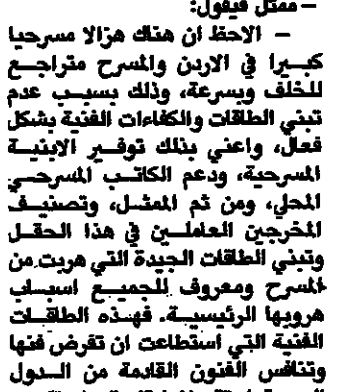 – ممثل فيقول:
– الاحظ ان هناك هزالا مسرحيا
كبيرا في الاردن والمسرح متراجع
للخلف وبسرعة، وذلك بسبب عدم
تبني الطاقات والكفاءات الفنية بشكل
فعال، واعني بذلك توفير الابنية
المسرحية، ودعم الكاتب المسرحي
المحلي، ومن ثم الممثل، وتصنيف
المخرجين العاملين في هذا الحقل
وتبني الطاقات الجيدة التي هربت من
المسرح ومعروف للجميع اسباب
هروبها الرئيسية. فهذه الطاقات
الفنية التي استطاعت ان تفرض فنها
وتنافس الفنون القادمة من الدول